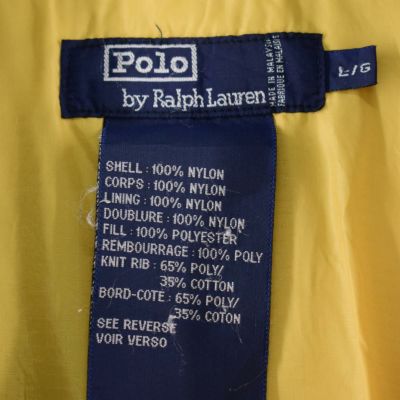 Polo
by Ralph Lauren
MADE IN MALAYSIA
FABRIQUE EN MALAISIE
L/G
SHELL : 100% NYLON
CORPS : 100% NYLON
LINING : 100% NYLON
DOUBLURE : 100% NYLON
FILL : 100% POLYESTER
REMBOURRAGE : 100% POLY
KNIT RIB : 65% POLY/
35% COTTON
BORD-COTE : 65% POLY/
35% COTON
SEE REVERSE
VOIR VERSO